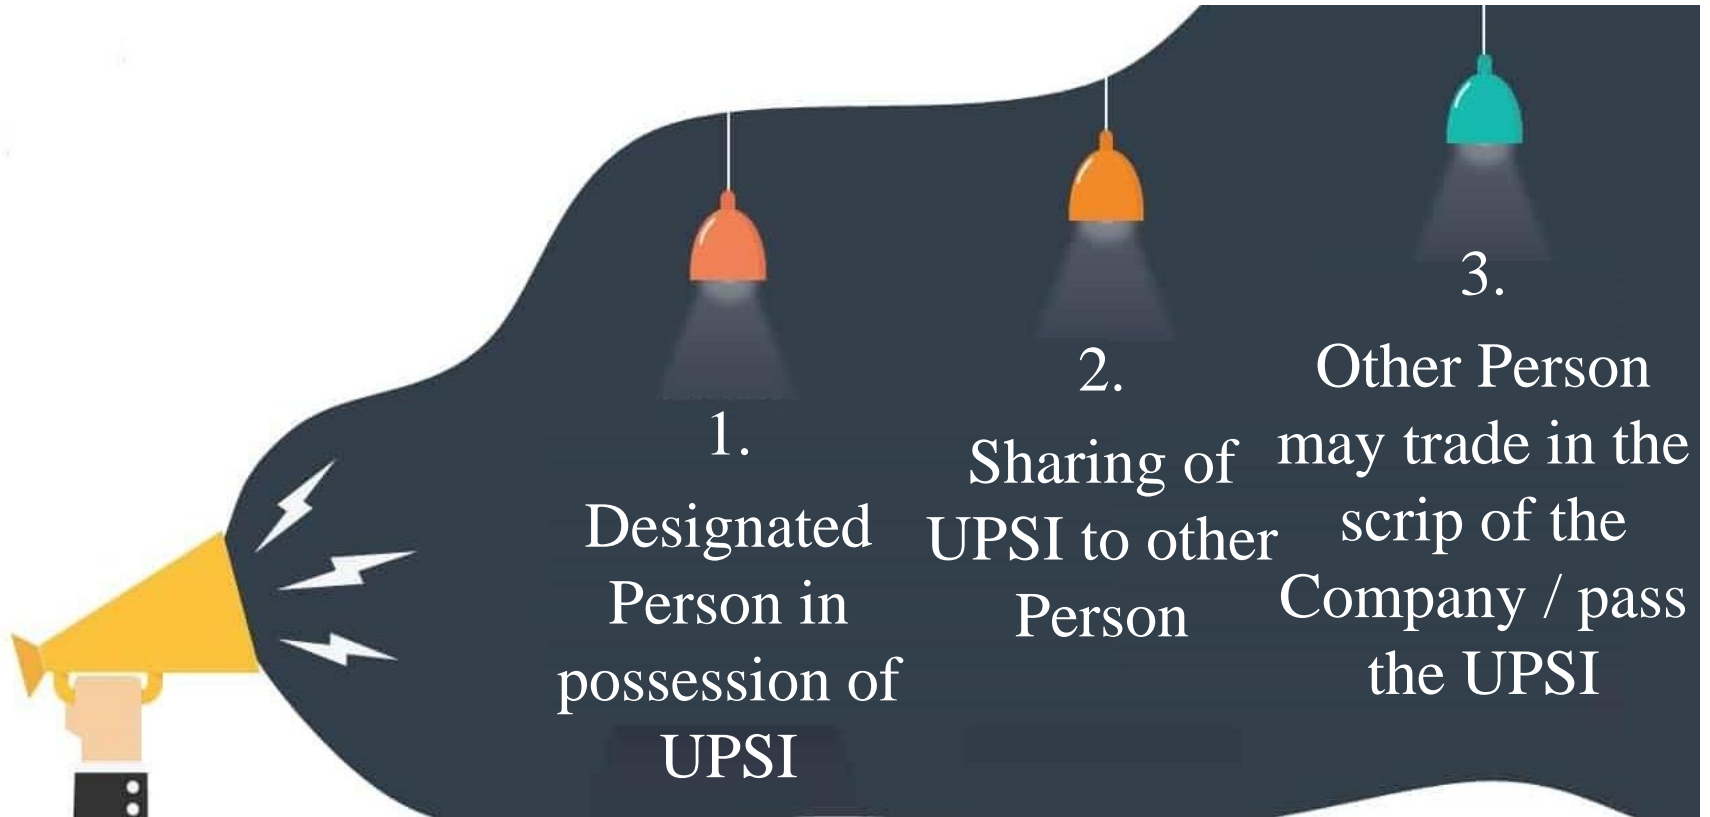 1.
Designated
Person in
possession of
UPSI
2.
Sharing of
UPSI to other
Person
3.
Other Person
may trade in the
scrip of the
Company / pass
the UPSI